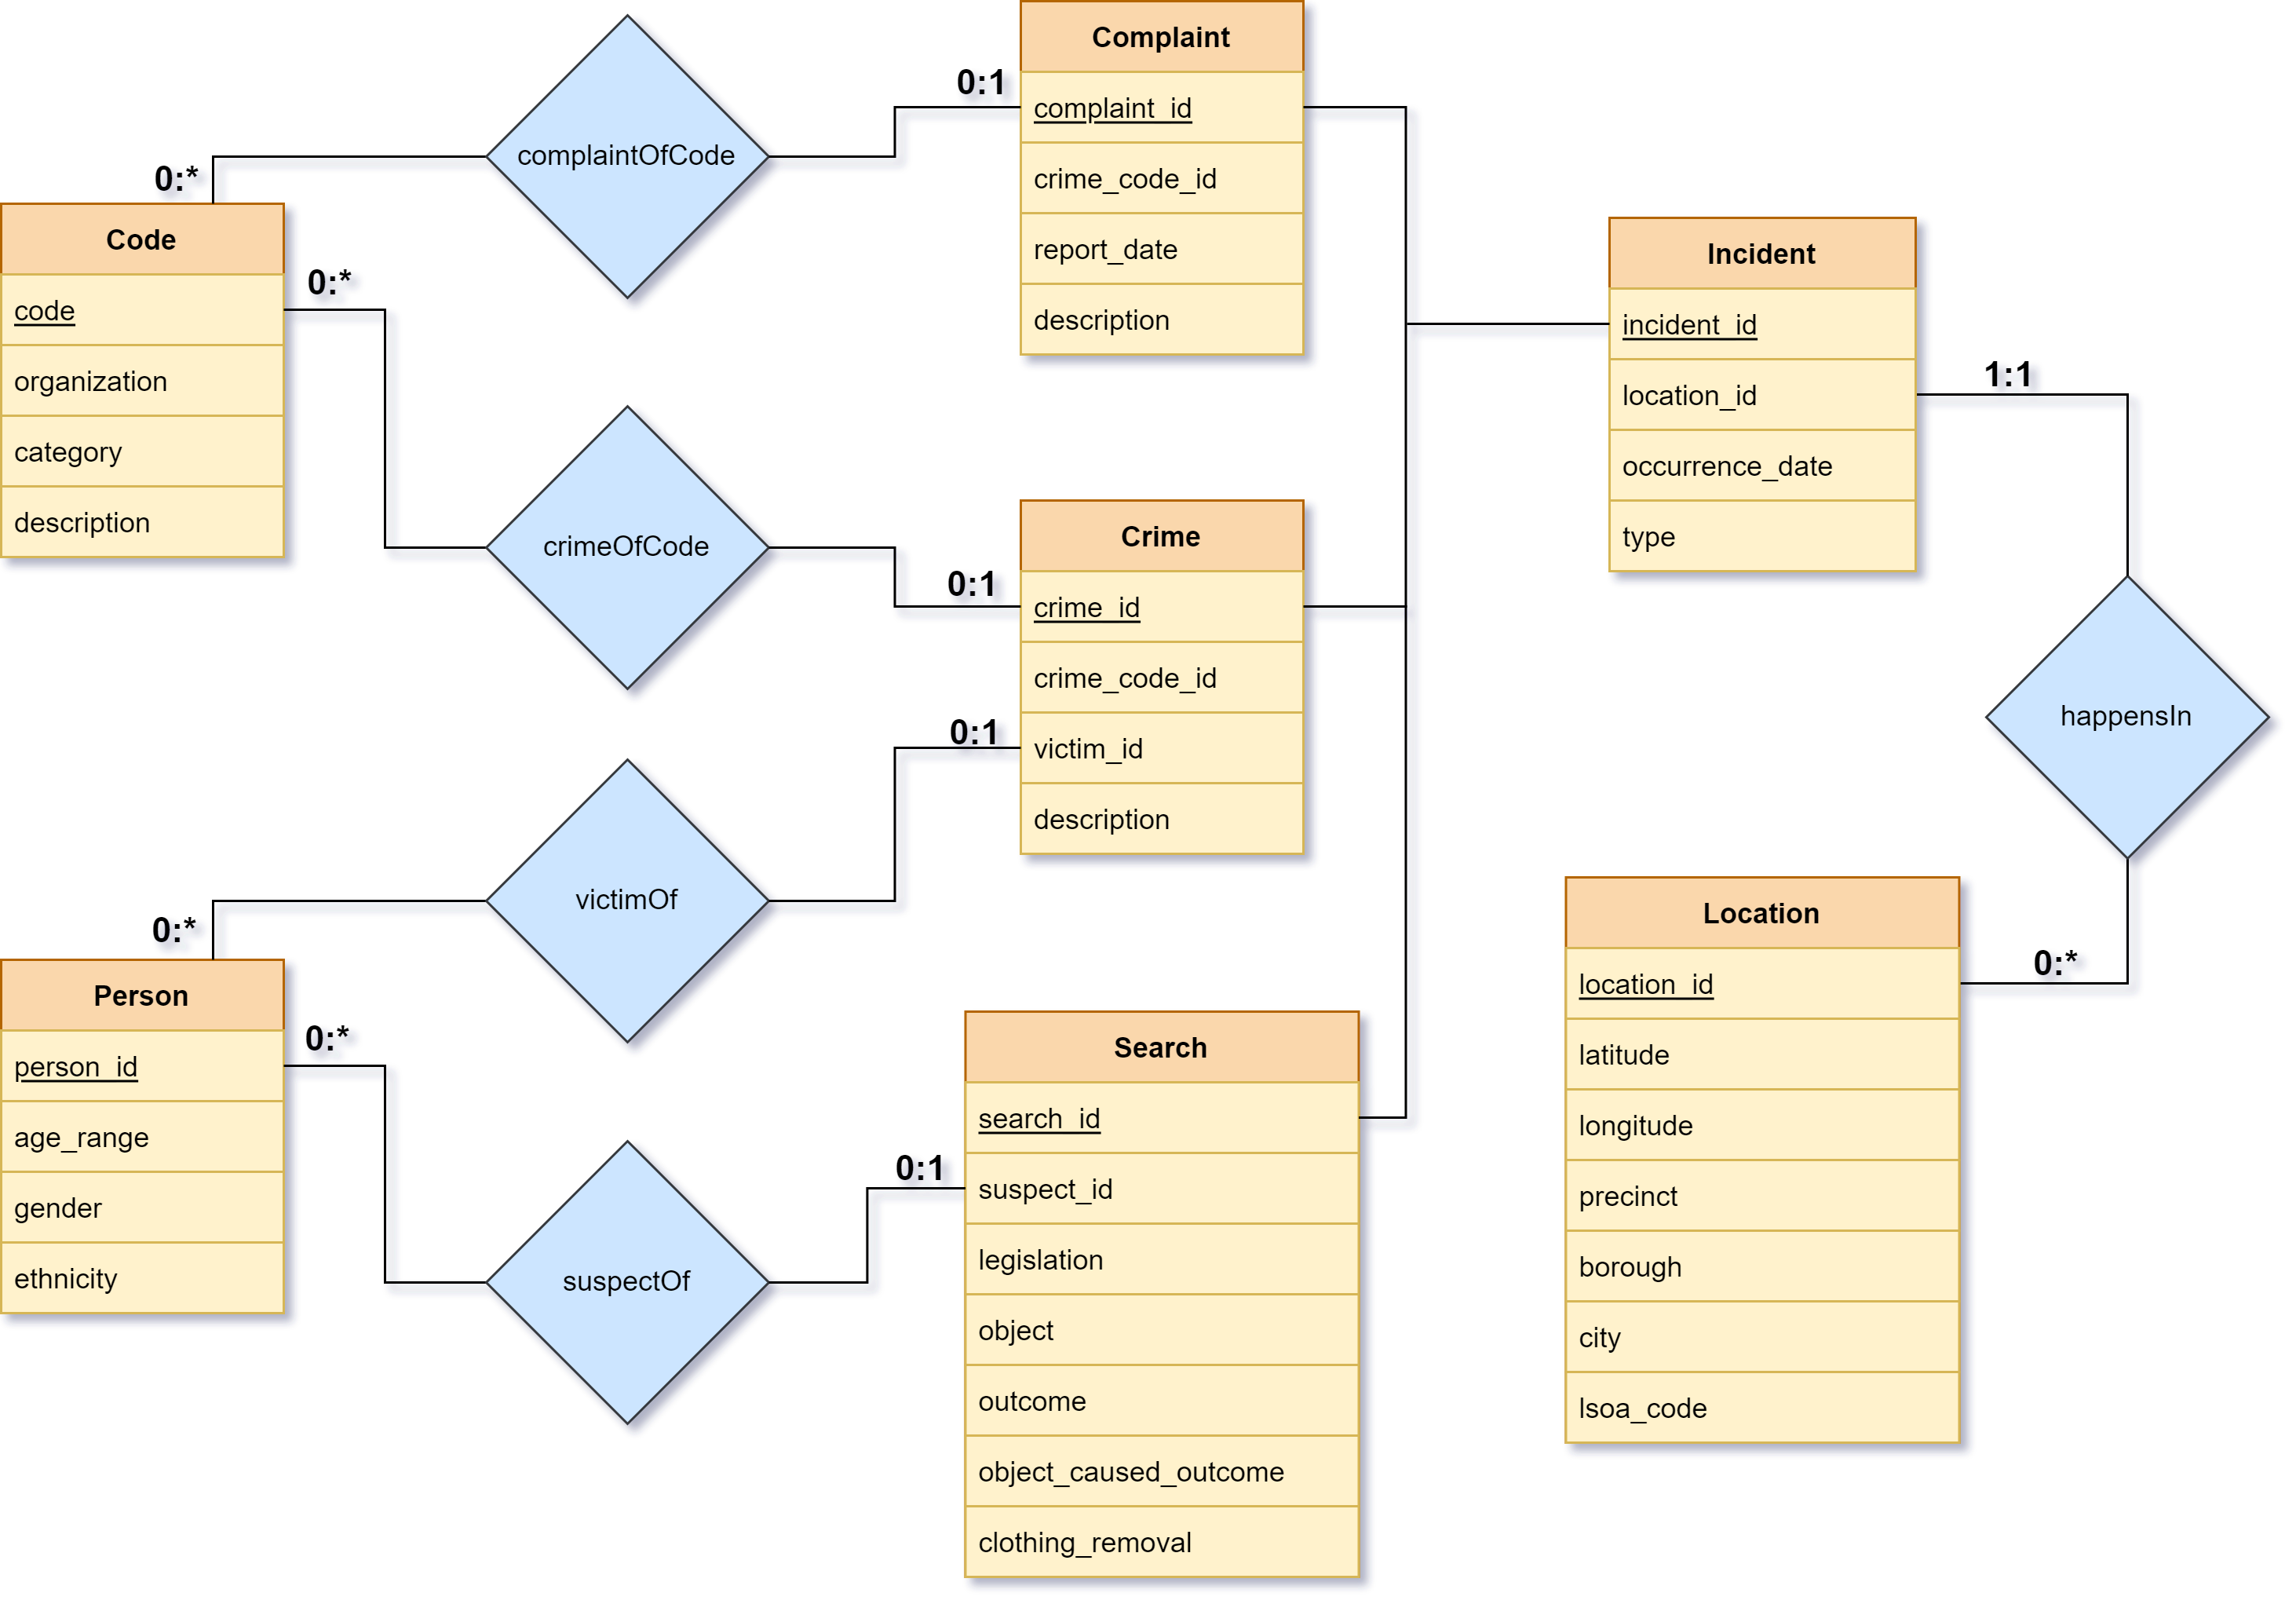 Complaint
complaint_id
crime_code_id
report_date
description
0:1
complaintOfCode
0:*
Code
code
organization
category
description
0:*
crimeOfCode
0:1
Crime
crime_id
crime_code_id
victim_id
description
0:1
victimOf
0:*
Person
person_id
age_range
gender
ethnicity
0:*
suspectOf
0:1
Search
search_id
suspect_id
legislation
object
outcome
object_caused_outcome
clothing_removal
Incident
incident_id
location_id
occurrence_date
type
1:1
happensIn
0:*
Location
location_id
latitude
longitude
precinct
borough
city
lsoa_code